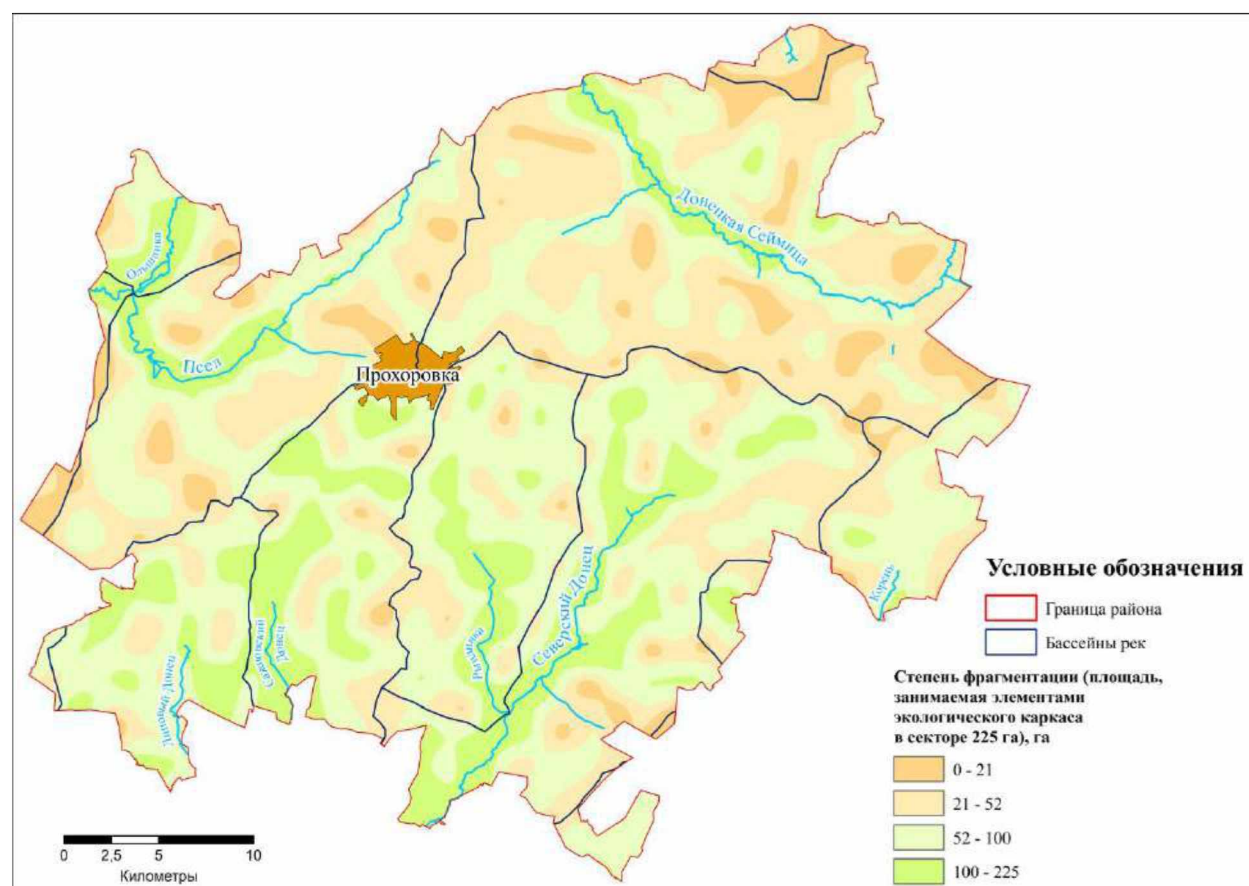 Донецкая Сеймица
Ольшанка
Псел
Прохоровка
Северский Донец
Корень
Рындинка
Сажновский
Донец
Липовый Донец
Условные обозначения
Граница района
Бассейны рек
Степень фрагментации (площадь,
занимаемая элементами
экологического каркаса
в секторе 225 га), га
0 - 21
21 - 52
52 - 100
100 - 225
0 2,5 5 10
Километры